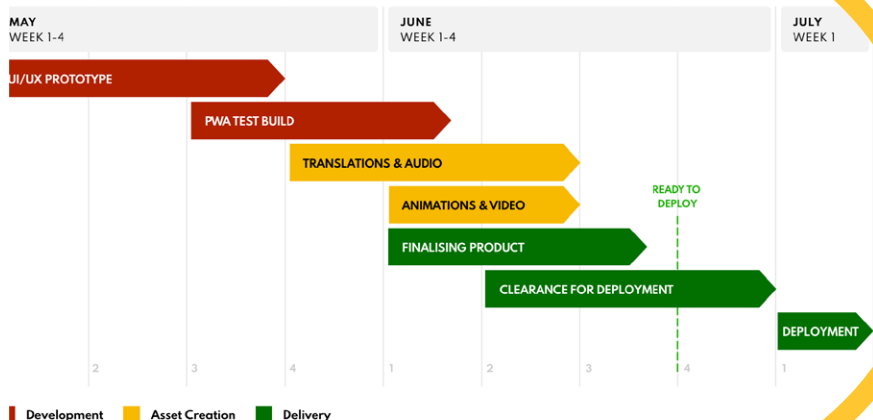 MAY
WEEK 1-4
JUNE
WEEK 1-4
JULY
WEEK 1
UI/UX PROTOTYPE
PWA TEST BUILD
TRANSLATIONS & AUDIO
ANIMATIONS & VIDEO
READY TO
DEPLOY
FINALISING PRODUCT
CLEARANCE FOR DEPLOYMENT
DEPLOYMENT
2 3 4 1 2 3 4 1
Development Asset Creation Delivery